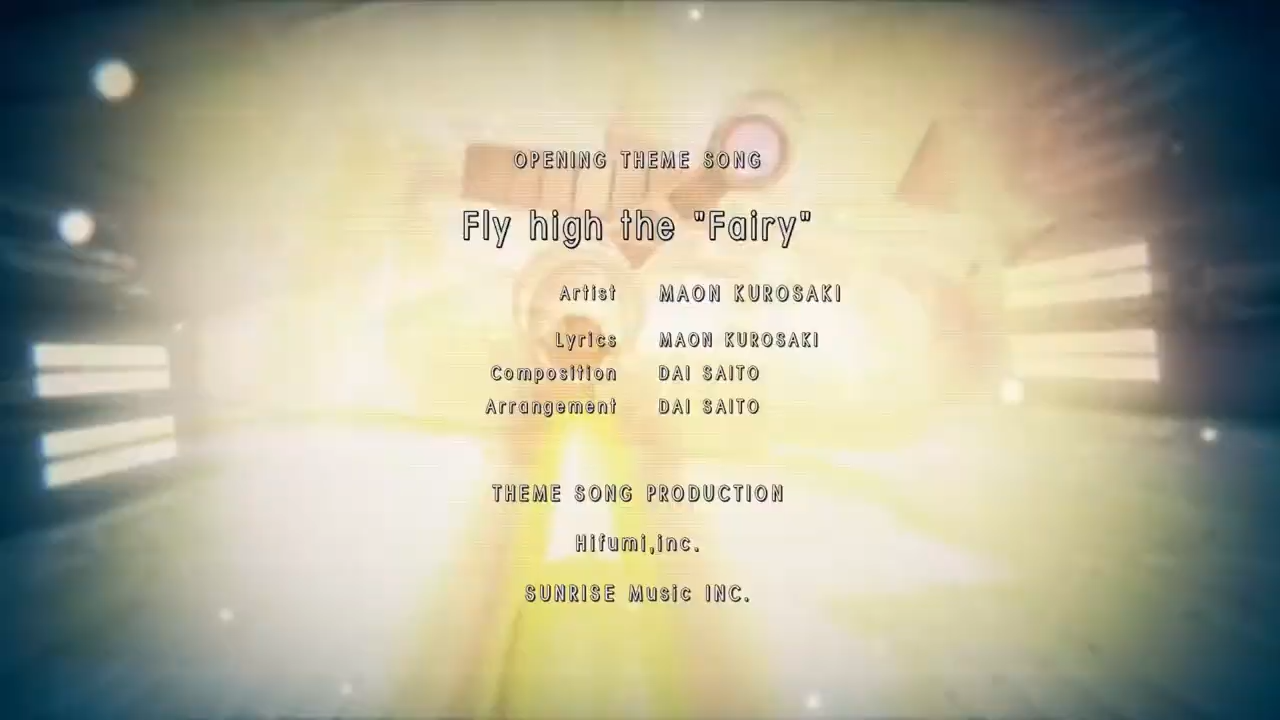 OPENING THEME SONG
Fly high the "Fairy"
Artist MAON KUROSAKI
Lyrics MAON KUROSAKI
Composition DAI SAITO
Arrangement DAI SAITO
THEME SONG PRODUCTION
Hifumi,inc.
SUNRISE Music INC.